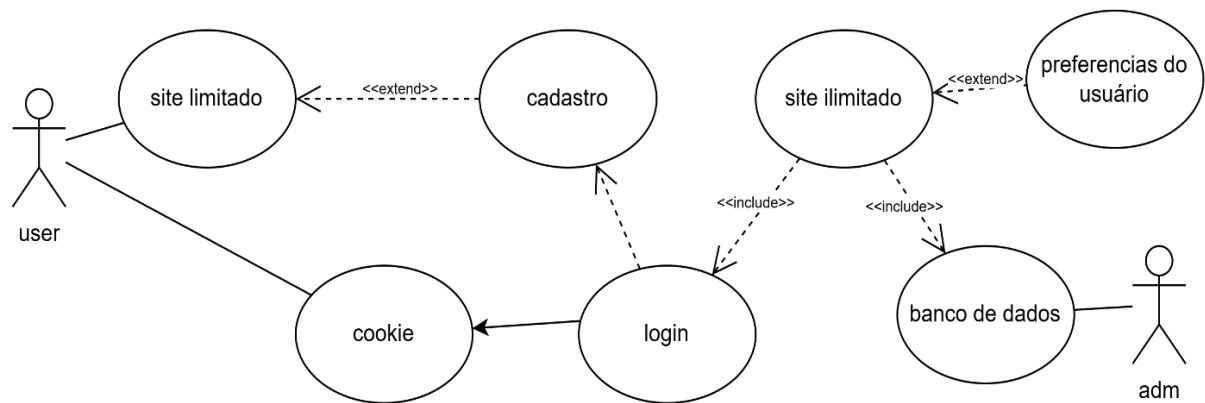 site limitado
<<extend>>
cadastro
site ilimitado
<<extend>>
preferencias do
usuário
user
<<include>>
<<include>>
cookie
login
banco de dados
adm